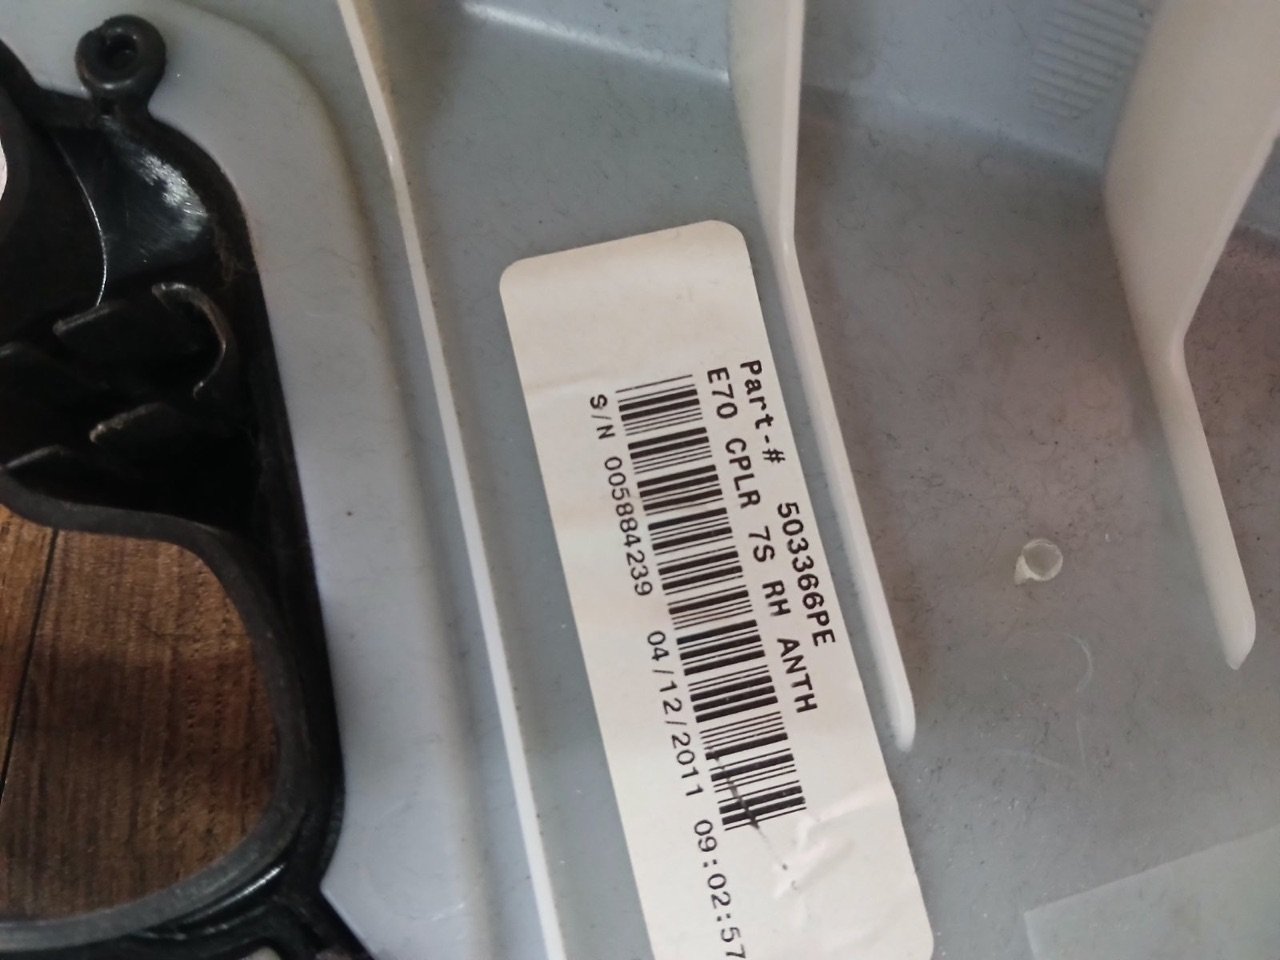 Part-# 503366PE
E70 CPLR 7S RH ANTH
S/N 005884239 04/12/2011 09:02:57